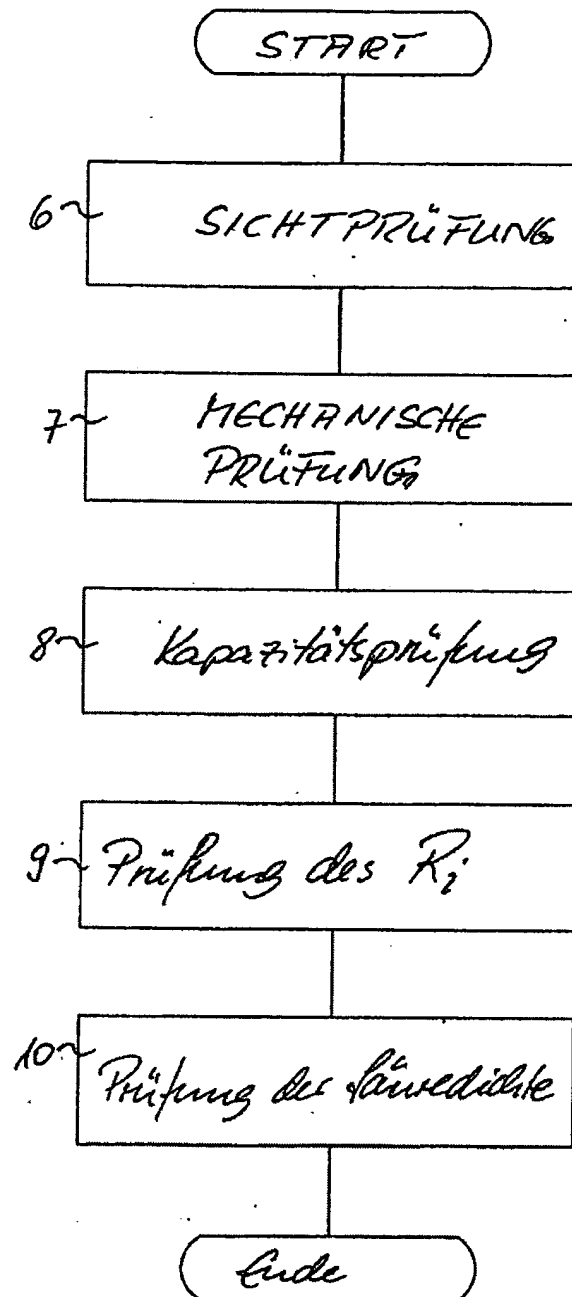 START
6
SICHTPRÜFUNG
7
MECHANISCHE
PRÜFUNG
8
Kapazitätsprüfung
9
Prüfung des Ri
10
Prüfung der Säuredichte
Ende